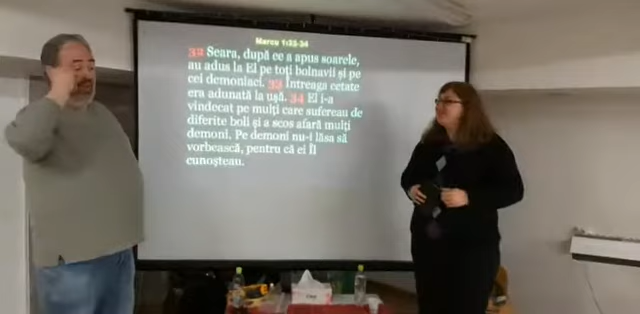 Marcu 1:32-34
32 Seara, după ce a apus soarele,
au adus la El pe toți bolnavii și pe
cei demoniaci. 33 Întreaga cetate
era adunată la ușă. 34 El i-a
vindecat pe mulți care sufereau de
diferite boli și a scos afară mulți
demoni. Pe demoni nu-i lăsa să
vorbească, pentru că ei Îl
cunoșteau.